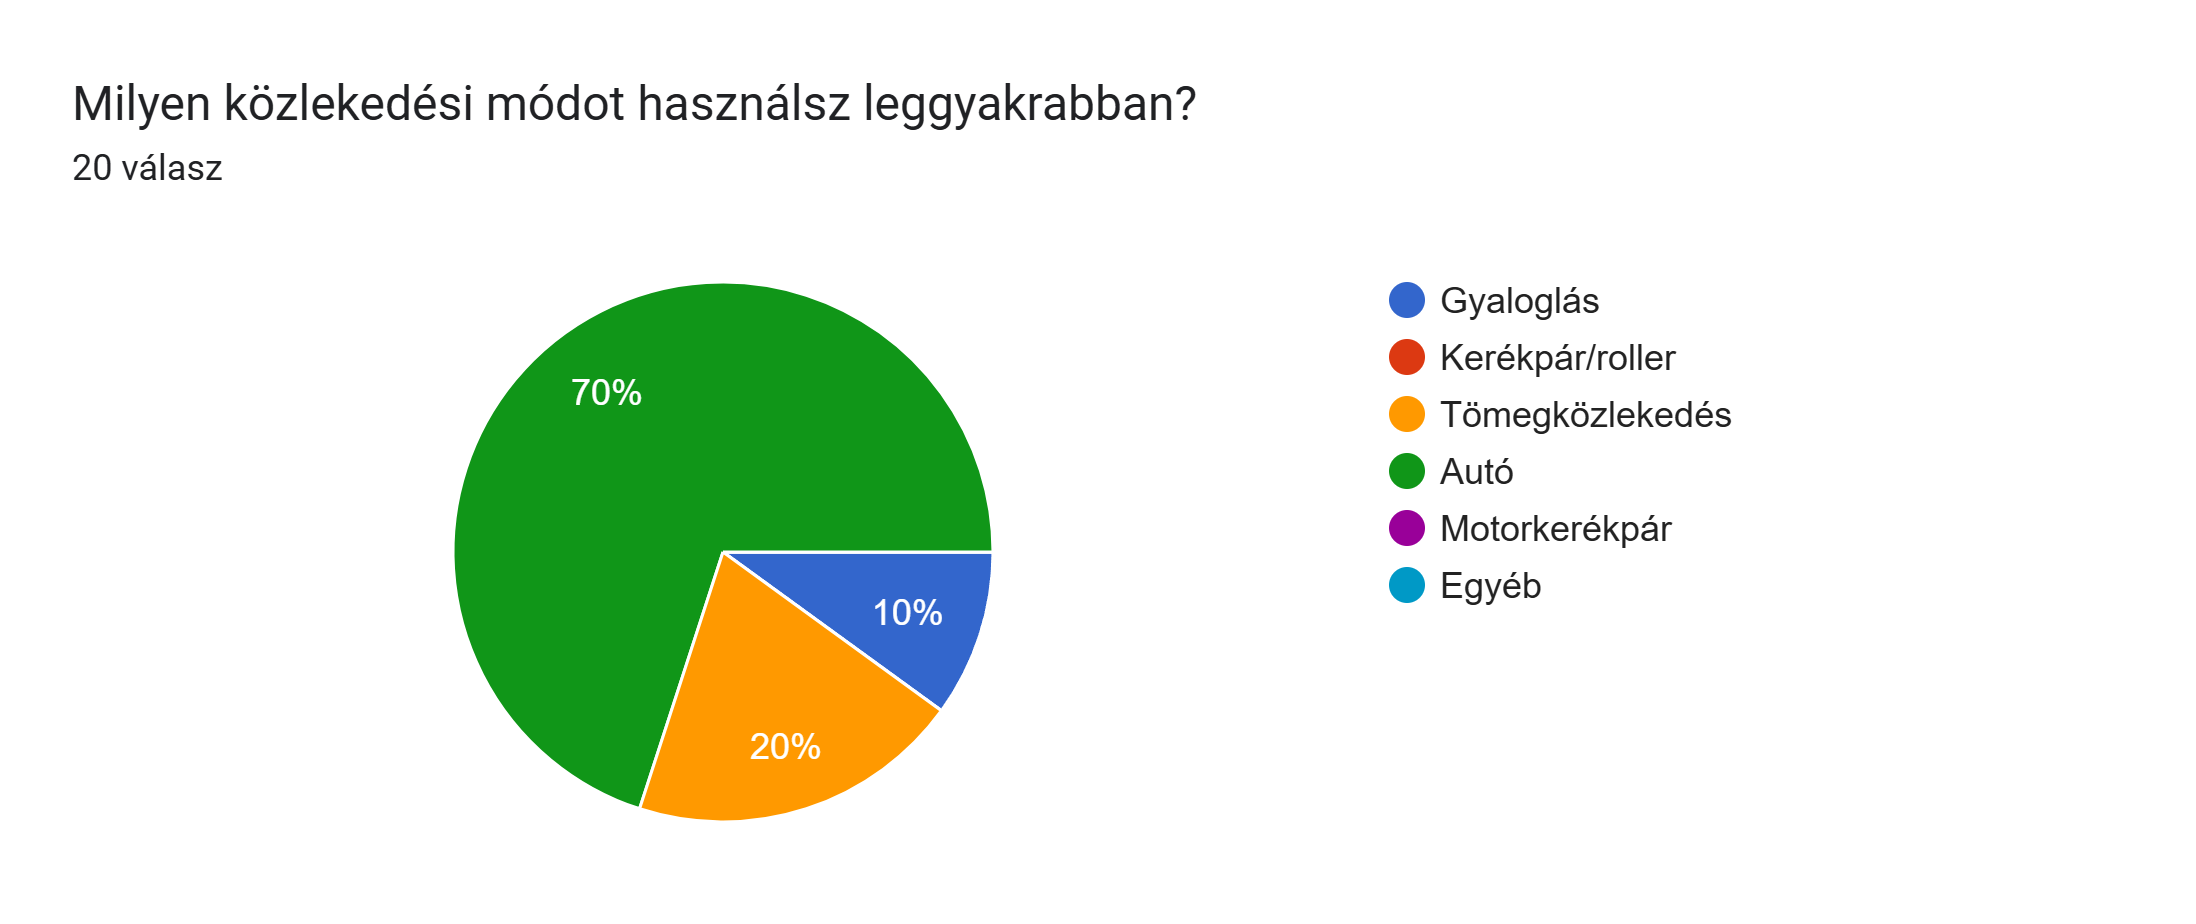 Milyen közlekedési módot használsz leggyakrabban?
20 válasz
70%
10%
20%
Gyaloglás
Kerékpár/roller
Tömegközlekedés
Autó
Motorkerékpár
Egyéb